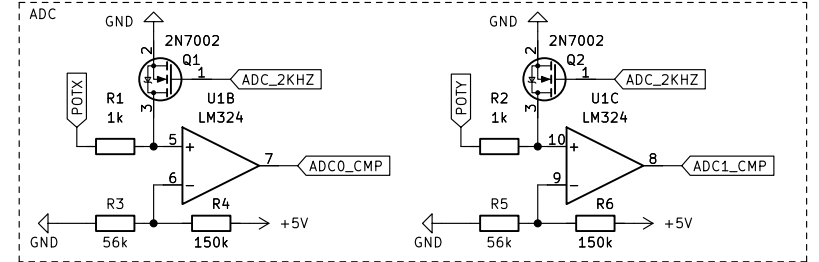 ADC
GND
2N7002
Q1
2
1
3
ADC_2KHZ
POTX
R1
1k
U1B
LM324
5
+
7
ADC0_CMP
6
-
R3
56k
R4
150k
+5V
GND
GND
2N7002
Q2
2
1
3
ADC_2KHZ
POTY
R2
1k
U1C
LM324
10
+
8
ADC1_CMP
9
-
R5
56k
R6
150k
+5V
GND